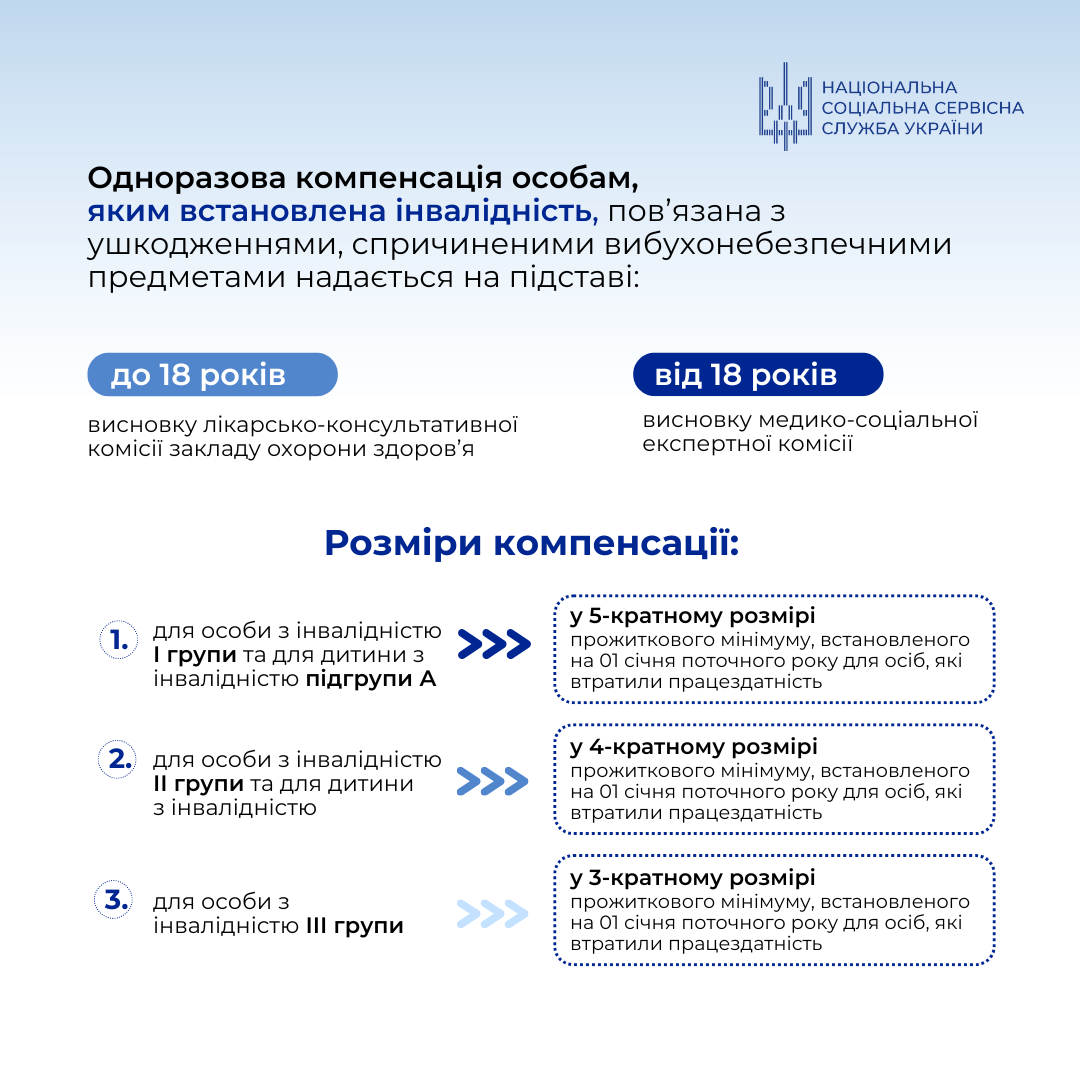 НАЦІОНАЛЬНА
СОЦІАЛЬНА СЕРВІСНА
СЛУЖБА УКРАЇНИ
Одноразова компенсація особам,
яким встановлена інвалідність, пов’язана з
ушкодженнями, спричиненими вибухонебезпечними
предметами надається на підставі:
до 18 років
висновку лікарсько-консультативної
комісії закладу охорони здоров’я
від 18 років
висновку медико-соціальної
експертної комісії
Розміри компенсації:
1.
для особи з інвалідністю
І групи та для дитини з
інвалідністю підгрупи А
у 5-кратному розмірі
прожиткового мінімуму, встановленого
на 01 січня поточного року для осіб, які
втратили працездатність
2.
для особи з інвалідністю
ІІ групи та для дитини
з інвалідністю
у 4-кратному розмірі
прожиткового мінімуму, встановленого
на 01 січня поточного року для осіб, які
втратили працездатність
3.
для особи з
інвалідністю ІІІ групи
у 3-кратному розмірі
прожиткового мінімуму, встановленого
на 01 січня поточного року для осіб, які
втратили працездатність